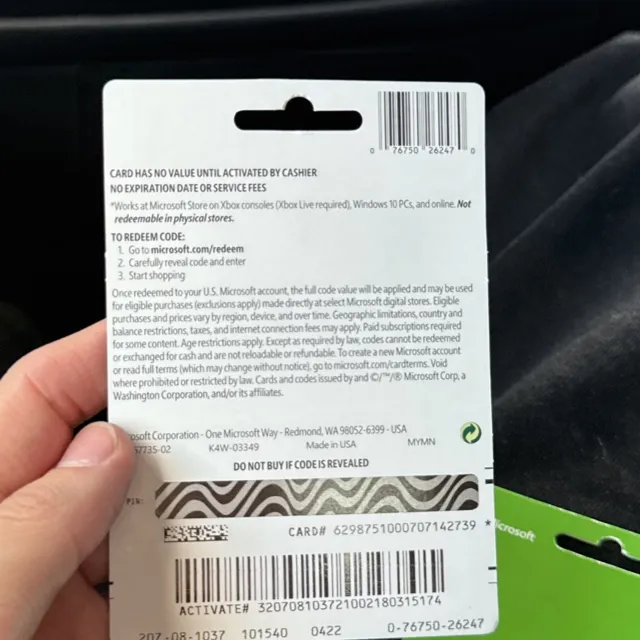 0 76750 26247 0
CARD HAS NO VALUE UNTIL ACTIVATED BY CASHIER
NO EXPIRATION DATE OR SERVICE FEES
*Works at Microsoft Store on Xbox consoles (Xbox Live required), Windows 10 PCs, and online. Not
redeemable in physical stores.
TO REDEEM CODE:
1. Go to microsoft.com/redeem
2. Carefully reveal code and enter
3. Start shopping
Once redeemed to your U.S. Microsoft account, the full code value will be applied and may be used
for eligible purchases (exclusions apply) made directly at select Microsoft digital stores. Eligible
purchases and prices vary by region, device, and over time. Geographic limitations, country and
balance restrictions, taxes, and internet connection fees may apply. Paid subscriptions required
for some content. Age restrictions apply. Except as required by law, codes cannot be redeemed
or exchanged for cash and are not reloadable or refundable. To create a new Microsoft account
or read full terms (which may change without notice), go to microsoft.com/cardterms. Void
where prohibited or restricted by law. Cards and codes issued by and ©/™/® Microsoft Corp, a
Washington Corporation, and/or its affiliates.
osoft Corporation - One Microsoft Way - Redmond, WA 98052-6399 - USA
57735-02 K4W-03349 Made in USA MYMN
DO NOT BUY IF CODE IS REVEALED
PIN:
CARD# 6298751000707142739 *
icrosoft
ACTIVATE# 320708103721002180315174
207-08-1037 101540 0422 0-76750-26247